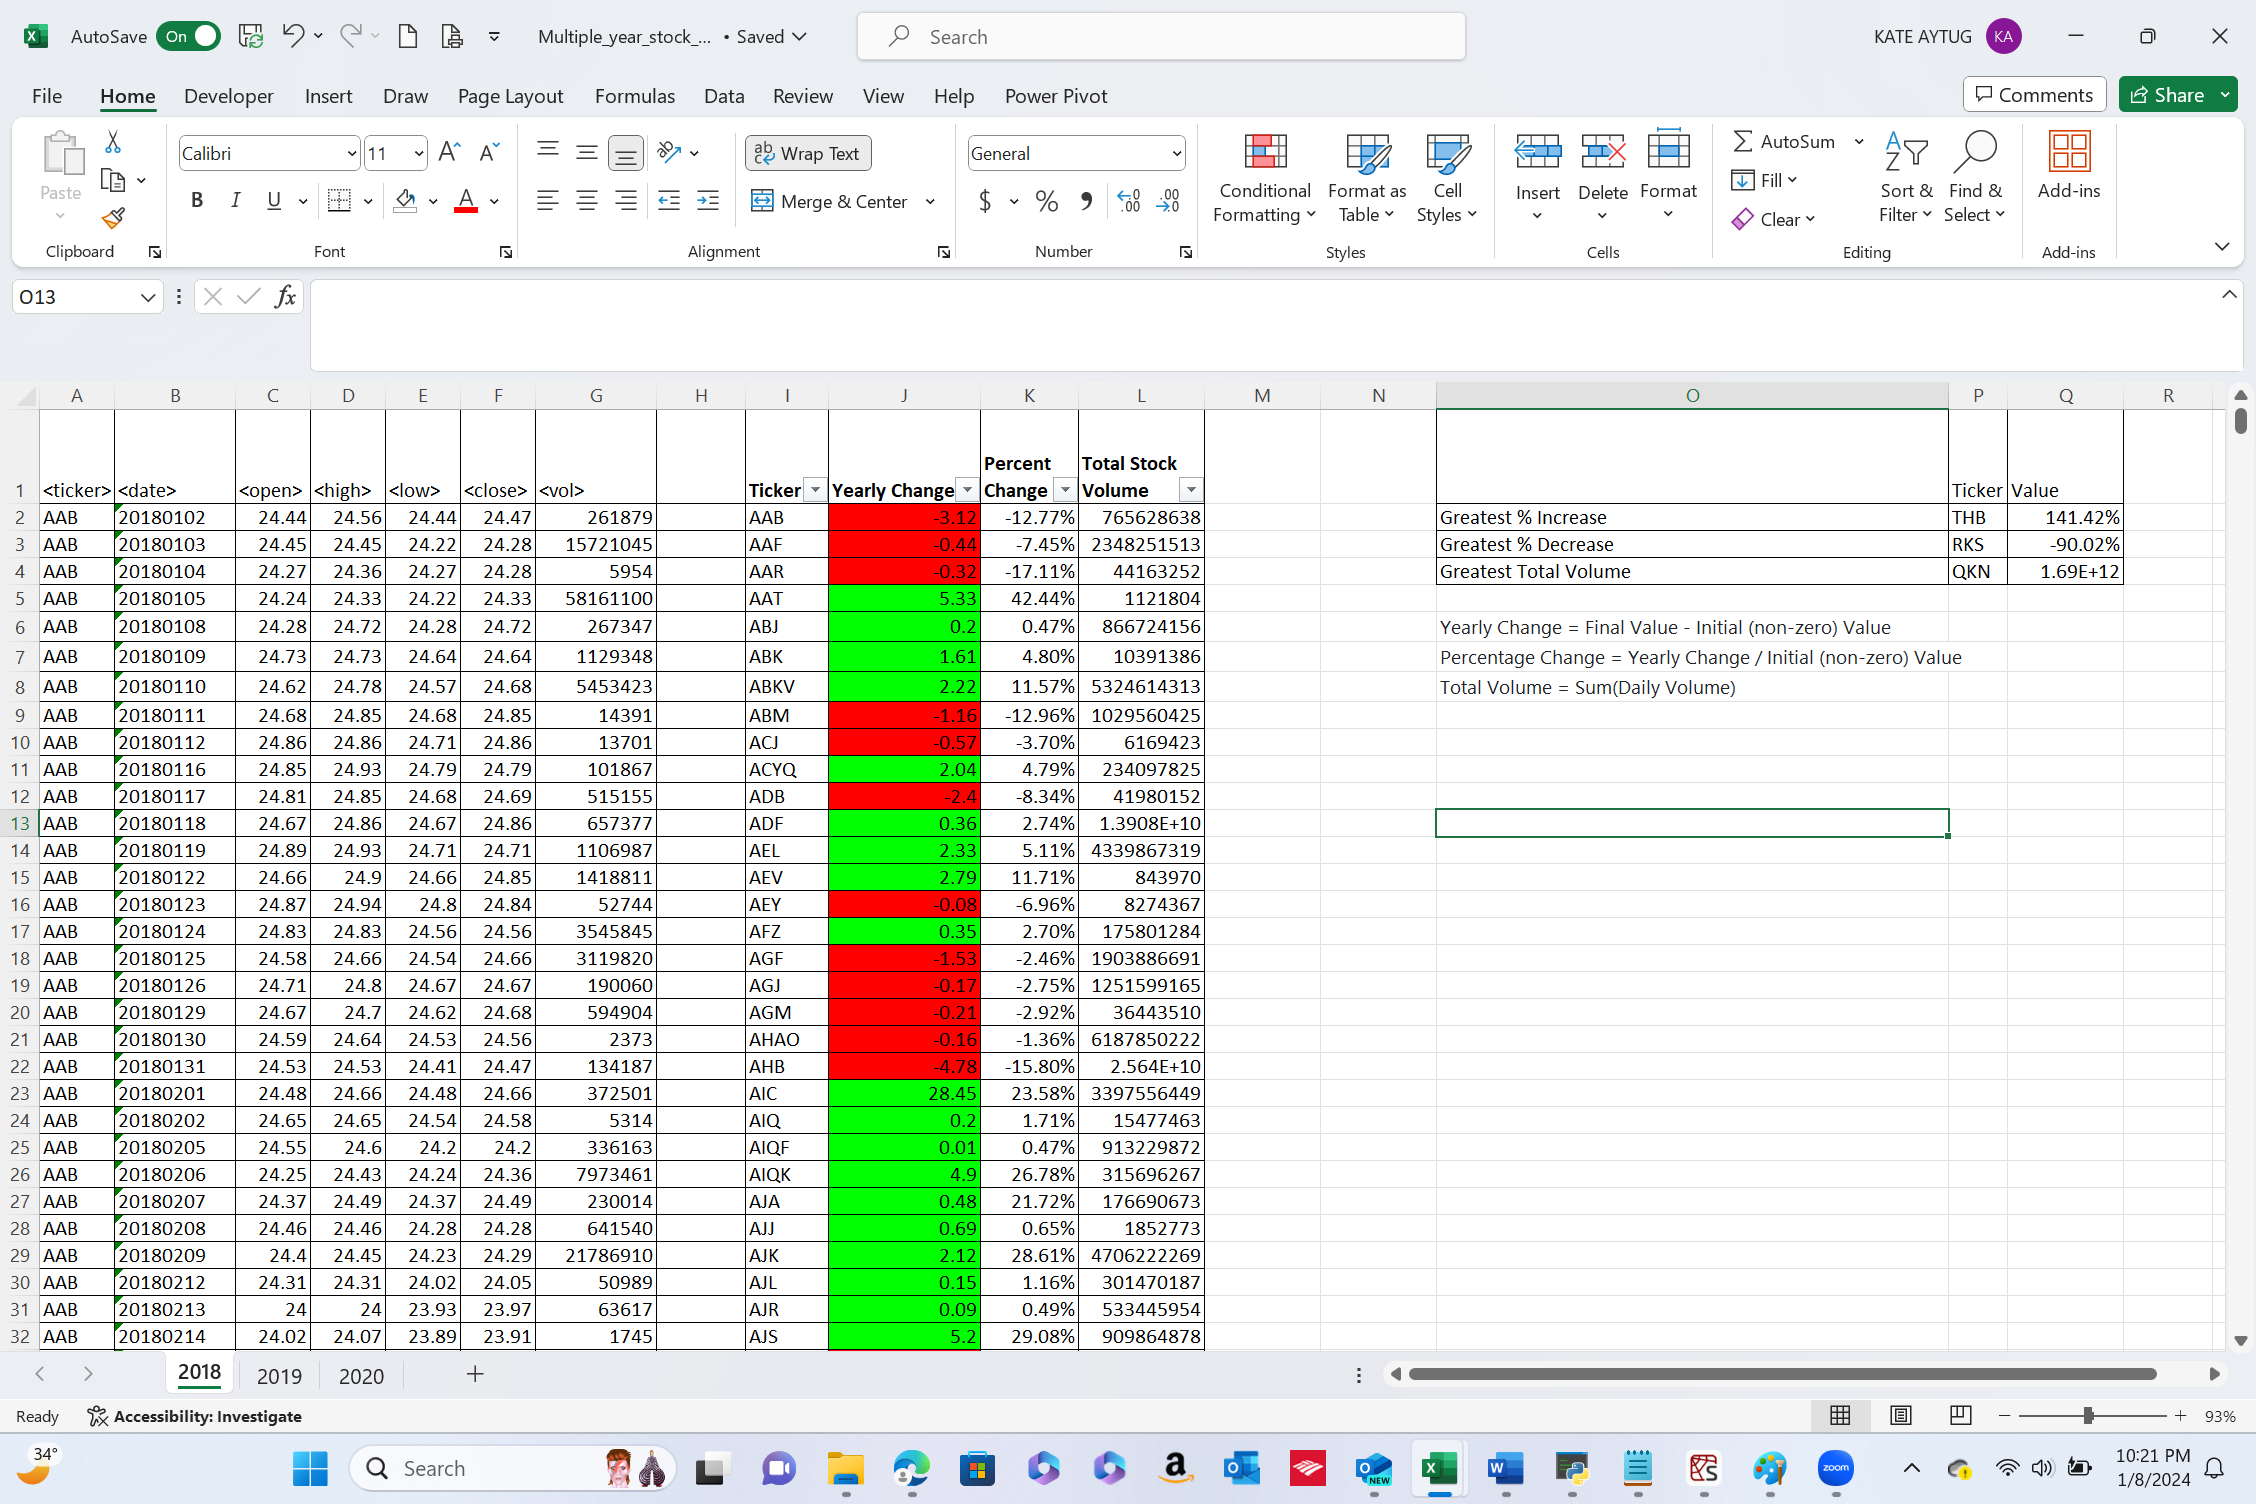 AutoSave On Multiple_year_stock_... • Saved Search KATE AYTUG KA
File Home Developer Insert Draw Page Layout Formulas Data Review View Help Power Pivot Comments Share
Paste Calibri 11 Wrap Text General Conditional Formatting Format as Table Cell Styles Insert Delete Format AutoSum Fill Clear Sort & Filter Find & Select Add-ins
B I U Merge & Center $ %
Clipboard Font Alignment Number Styles Cells Editing Add-ins
O13 fx
A B C D E F G H I J K L M N O P Q R
1 <ticker> <date> <open> <high> <low> <close> <vol> Ticker Yearly Change Percent Change Total Stock Volume Ticker Value
2 AAB 20180102 24.44 24.56 24.44 24.47 261879 AAB -3.12 -12.77% 765628638 Greatest % Increase THB 141.42%
3 AAB 20180103 24.45 24.45 24.22 24.28 15721045 AAF -0.44 -7.45% 2348251513 Greatest % Decrease RKS -90.02%
4 AAB 20180104 24.27 24.36 24.27 24.28 5954 AAR -0.32 -17.11% 44163252 Greatest Total Volume QKN 1.69E+12
5 AAB 20180105 24.24 24.33 24.22 24.33 58161100 AAT 5.33 42.44% 1121804
6 AAB 20180108 24.28 24.72 24.28 24.72 267347 ABJ 0.2 0.47% 866724156 Yearly Change = Final Value - Initial (non-zero) Value
7 AAB 20180109 24.73 24.73 24.64 24.64 1129348 ABK 1.61 4.80% 10391386 Percentage Change = Yearly Change / Initial (non-zero) Value
8 AAB 20180110 24.62 24.78 24.57 24.68 5453423 ABKV 2.22 11.57% 5324614313 Total Volume = Sum(Daily Volume)
9 AAB 20180111 24.68 24.85 24.68 24.85 14391 ABM -1.16 -12.96% 1029560425
10 AAB 20180112 24.86 24.86 24.71 24.86 13701 ACJ -0.57 -3.70% 6169423
11 AAB 20180116 24.85 24.93 24.79 24.79 101867 ACYQ 2.04 4.79% 234097825
12 AAB 20180117 24.81 24.85 24.68 24.69 515155 ADB -2.4 -8.34% 41980152
13 AAB 20180118 24.67 24.86 24.67 24.86 657377 ADF 0.36 2.74% 1.3908E+10
14 AAB 20180119 24.89 24.93 24.71 24.71 1106987 AEL 2.33 5.11% 4339867319
15 AAB 20180122 24.66 24.9 24.66 24.85 1418811 AEV 2.79 11.71% 843970
16 AAB 20180123 24.87 24.94 24.8 24.84 52744 AEY -0.08 -6.96% 8274367
17 AAB 20180124 24.83 24.83 24.56 24.56 3545845 AFZ 0.35 2.70% 175801284
18 AAB 20180125 24.58 24.66 24.54 24.66 3119820 AGF -1.53 -2.46% 1903886691
19 AAB 20180126 24.71 24.8 24.67 24.67 190060 AGJ -0.17 -2.75% 1251599165
20 AAB 20180129 24.67 24.7 24.62 24.68 594904 AGM -0.21 -2.92% 36443510
21 AAB 20180130 24.59 24.64 24.53 24.56 2373 AHAO -0.16 -1.36% 6187850222
22 AAB 20180131 24.53 24.53 24.41 24.47 134187 AHB -4.78 -15.80% 2.564E+10
23 AAB 20180201 24.48 24.66 24.48 24.66 372501 AIC 28.45 23.58% 3397556449
24 AAB 20180202 24.65 24.65 24.54 24.58 5314 AIQ 0.2 1.71% 15477463
25 AAB 20180205 24.55 24.6 24.2 24.2 336163 AIQF 0.01 0.47% 913229872
26 AAB 20180206 24.25 24.43 24.24 24.36 7973461 AIQK 4.9 26.78% 315696267
27 AAB 20180207 24.37 24.49 24.37 24.49 230014 AJA 0.48 21.72% 176690673
28 AAB 20180208 24.46 24.46 24.28 24.28 641540 AJJ 0.69 0.65% 1852773
29 AAB 20180209 24.4 24.45 24.23 24.29 21786910 AJK 2.12 28.61% 4706222269
30 AAB 20180212 24.31 24.31 24.02 24.05 50989 AJL 0.15 1.16% 301470187
31 AAB 20180213 24 24 23.93 23.97 63617 AJR 0.09 0.49% 533445954
32 AAB 20180214 24.02 24.07 23.89 23.91 1745 AJS 5.2 29.08% 909864878
2018 2019 2020
Ready Accessibility: Investigate 93%
34° Search NEW zoom 10:21 PM
1/8/2024